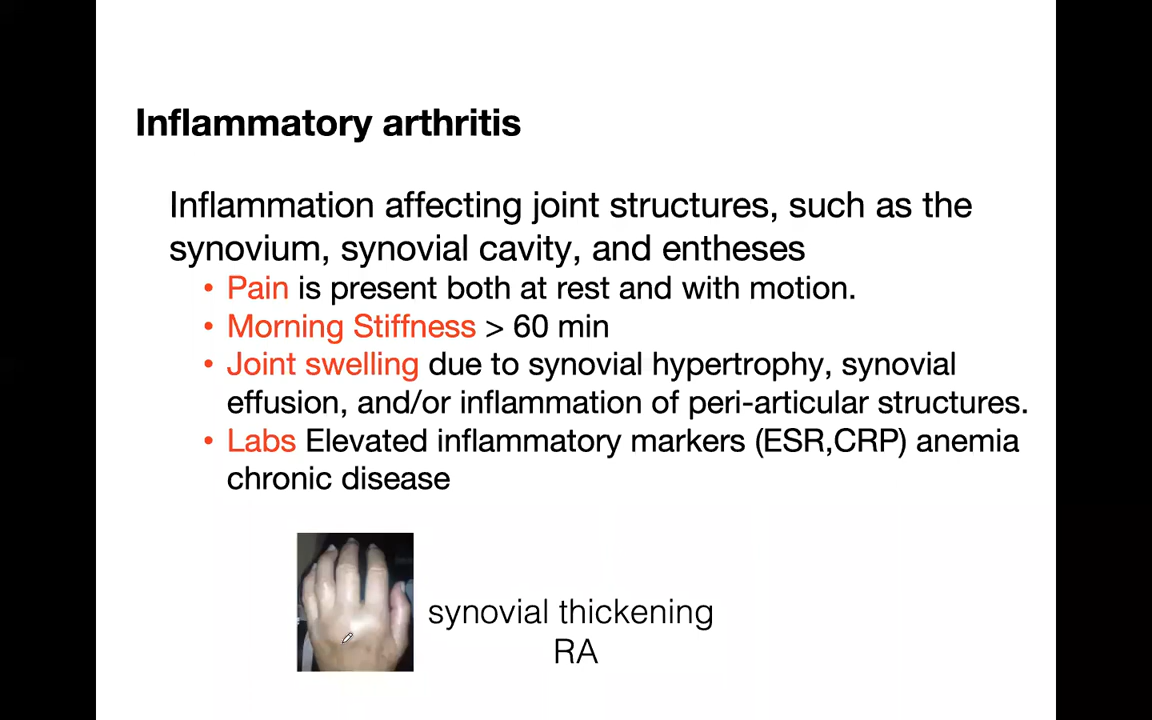 Inflammatory arthritis
Inflammation affecting joint structures, such as the
synovium, synovial cavity, and entheses
• Pain is present both at rest and with motion.
• Morning Stiffness > 60 min
• Joint swelling due to synovial hypertrophy, synovial
effusion, and/or inflammation of peri-articular structures.
• Labs Elevated inflammatory markers (ESR,CRP) anemia
chronic disease
synovial thickening
RA